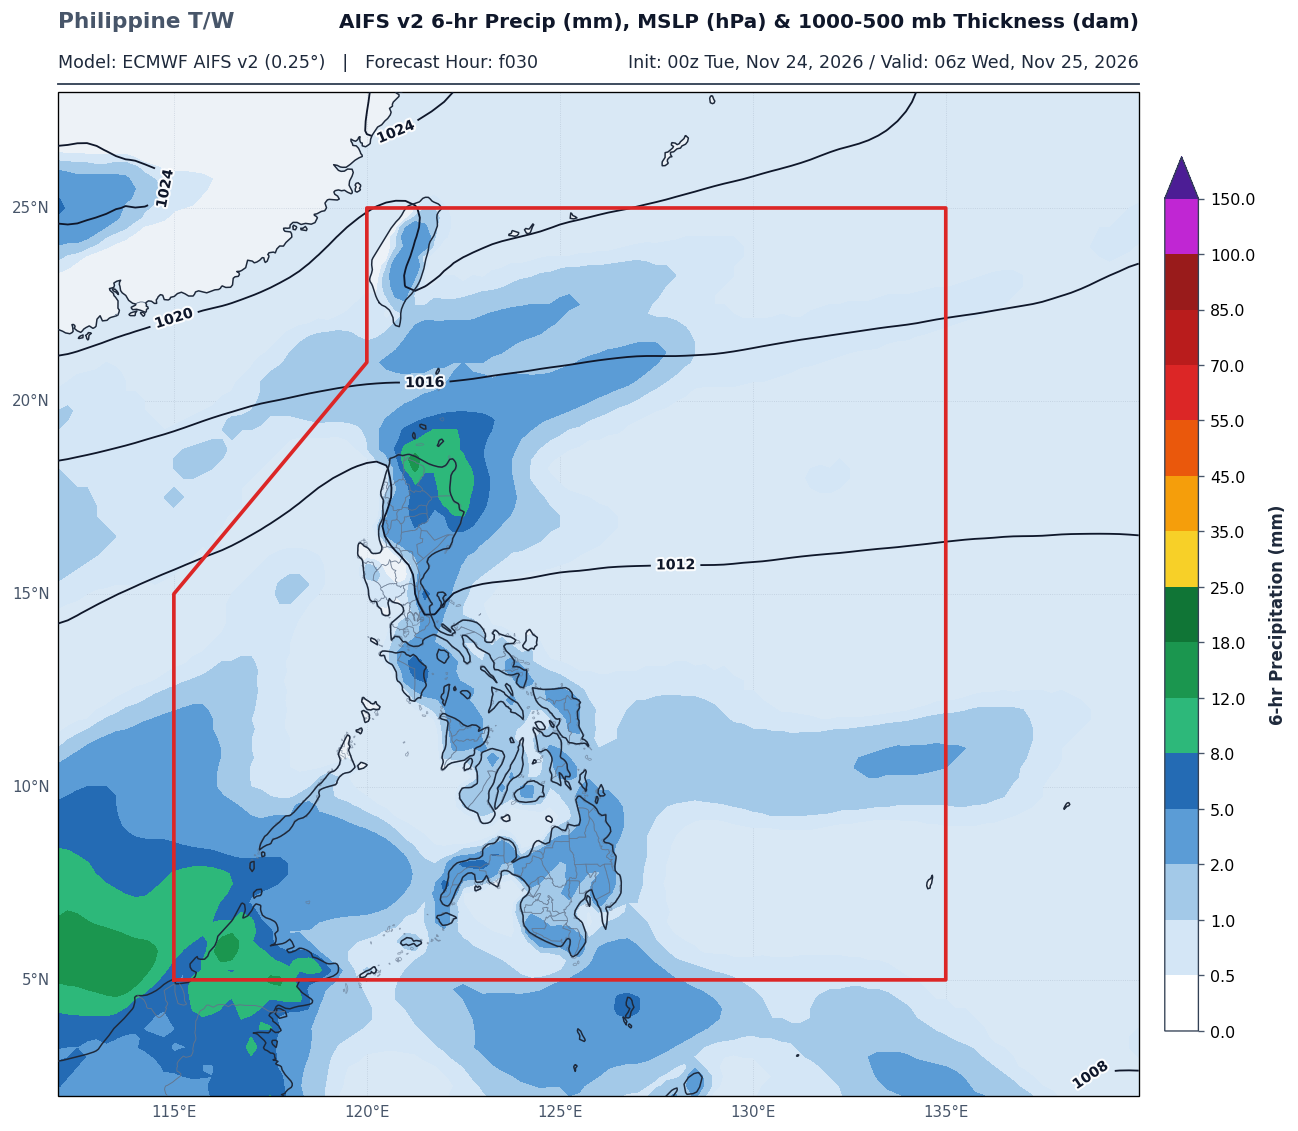 Philippine T/W
AIFS v2 6-hr Precip (mm), MSLP (hPa) & 1000-500 mb Thickness (dam)
Model: ECMWF AIFS v2 (0.25°) | Forecast Hour: f030
Init: 00z Tue, Nov 24, 2026 / Valid: 06z Wed, Nov 25, 2026
1024
1024
1020
1016
1012
1008
25°N
20°N
15°N
10°N
5°N
115°E
120°E
125°E
130°E
135°E
150.0
100.0
85.0
70.0
55.0
45.0
35.0
25.0
18.0
12.0
8.0
5.0
2.0
1.0
0.5
0.0
6-hr Precipitation (mm)